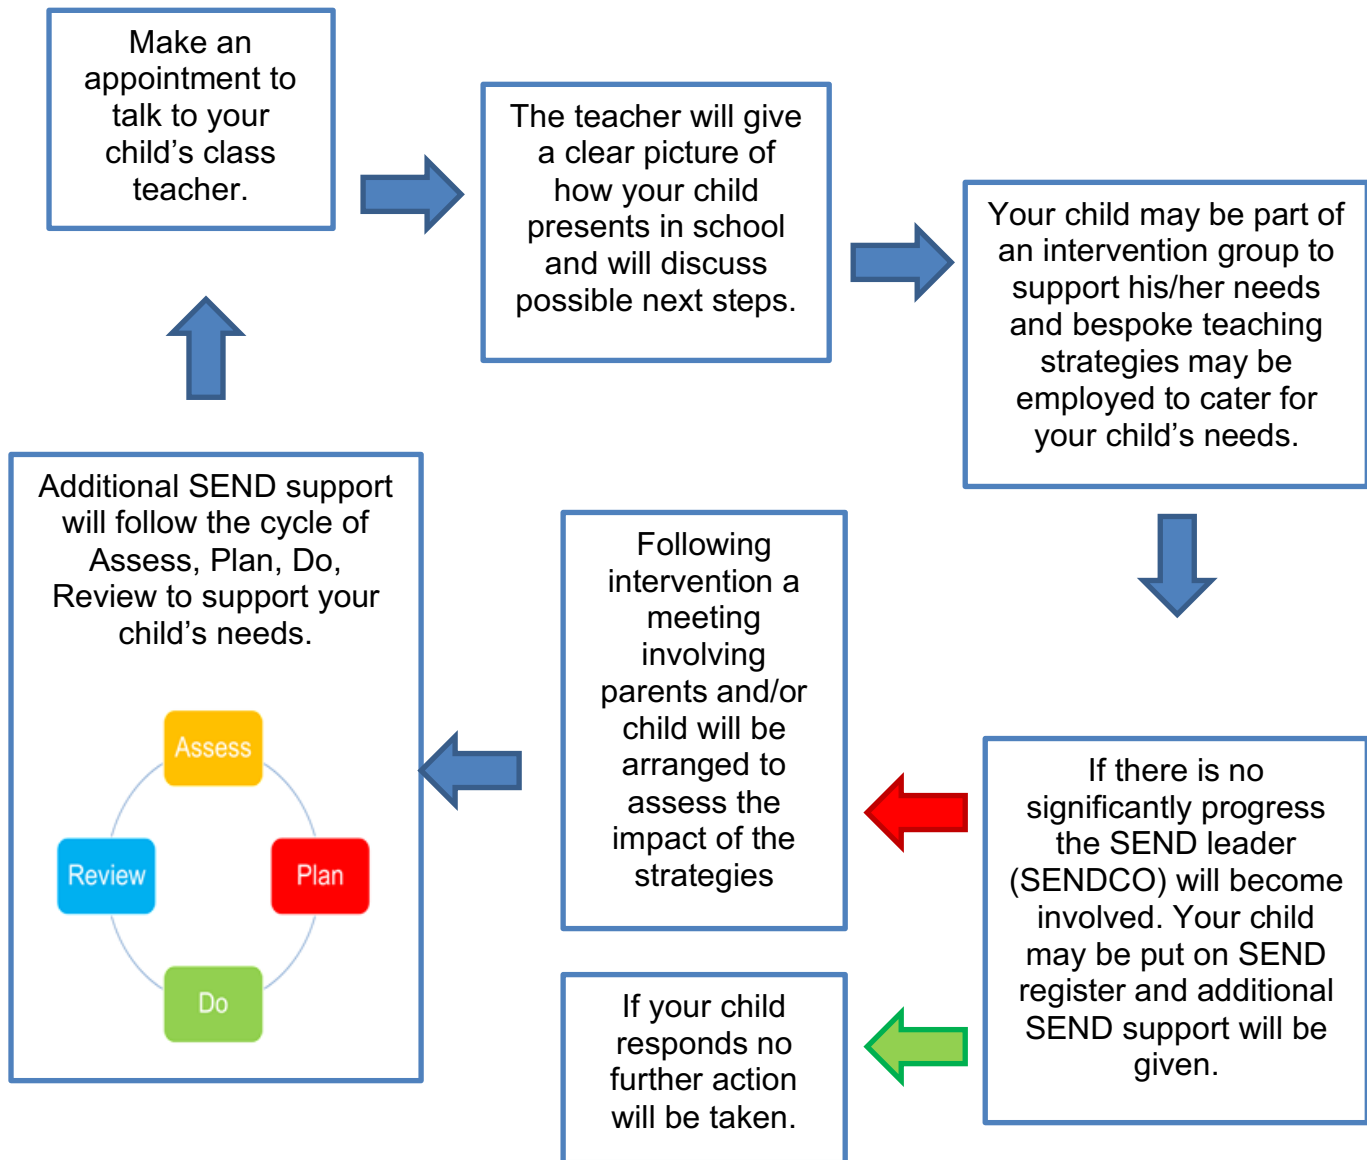 Make an
appointment to
talk to your
child’s class
teacher.
The teacher will give
a clear picture of
how your child
presents in school
and will discuss
possible next steps.
Your child may be part of
an intervention group to
support his/her needs
and bespoke teaching
strategies may be
employed to cater for
your child’s needs.
If there is no
significantly progress
the SEND leader
(SENDCO) will become
involved. Your child
may be put on SEND
register and additional
SEND support will be
given.
Following
intervention a
meeting
involving
parents and/or
child will be
arranged to
assess the
impact of the
strategies
If your child
responds no
further action
will be taken.
Additional SEND support
will follow the cycle of
Assess, Plan, Do,
Review to support your
child’s needs.
Assess
Plan
Do
Review